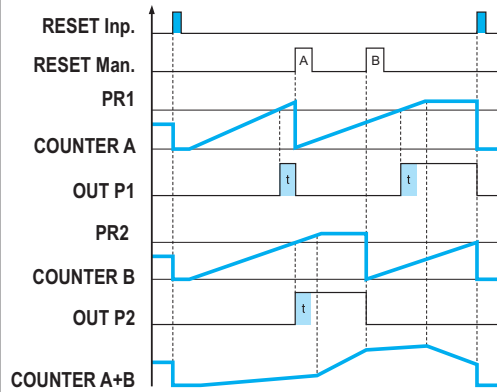 RESET Inp.
RESET Man.
A
B
PR1
COUNTER A
OUT P1
t
t
PR2
COUNTER B
OUT P2
t
COUNTER A+B